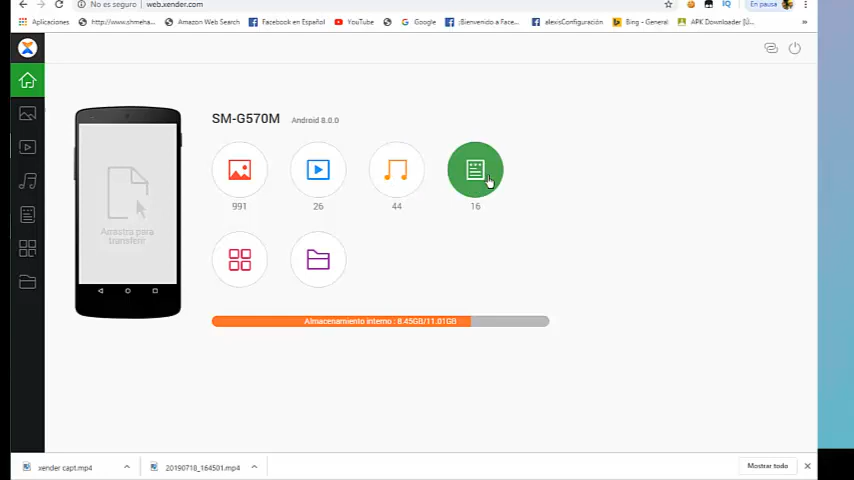 No es seguro | web.xender.com
En pausa
Aplicaciones
http://www.shmeha...
Amazon Web Search
Facebook en Español
YouTube
Google
¡Bienvenido a Face...
alexisConfiguración
Bing - General
APK Downloader [Ú...
»
SM-G570M Android 8.0.0
Arrastra para
transferir
991
26
44
16
Almacenamiento interno : 8.45GB/11.01GB
xender capt.mp4
20190718_164501.mp4
Mostrar todo